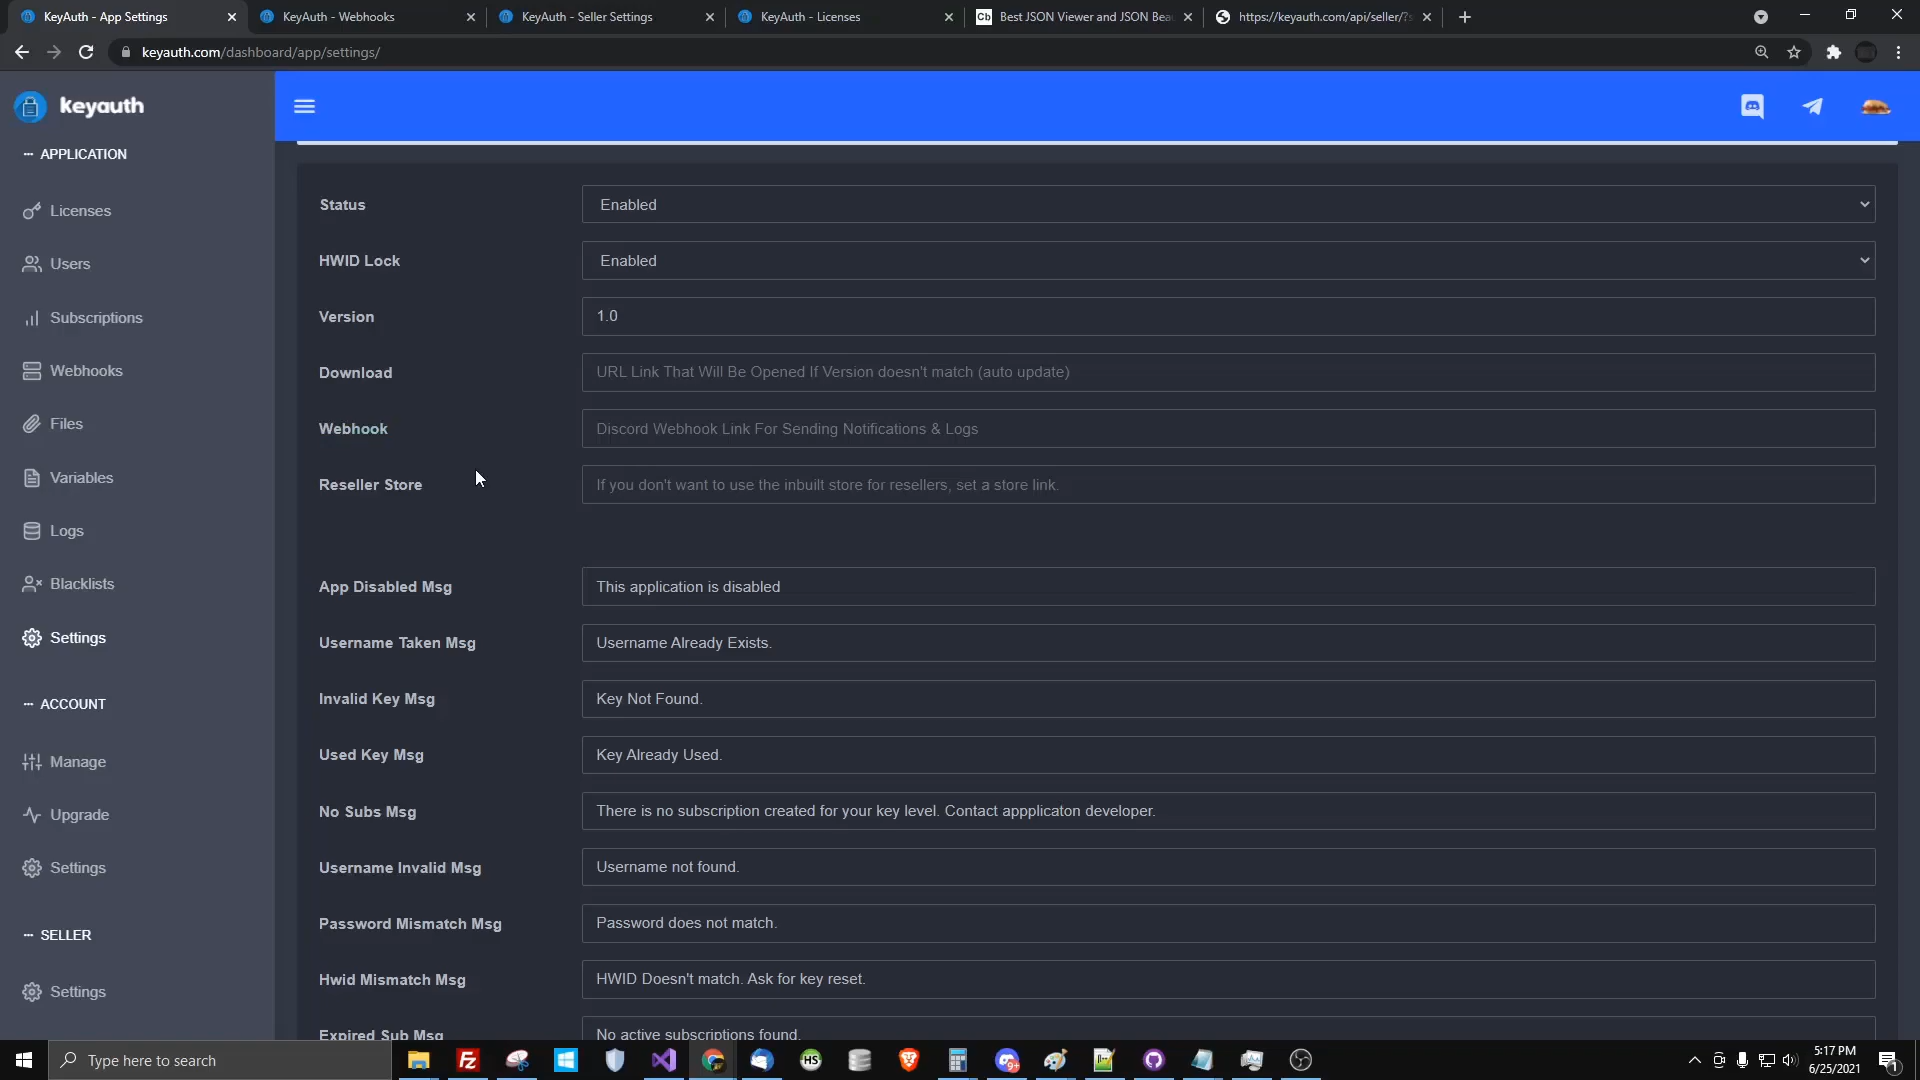 KeyAuth - App Settings
KeyAuth - Webhooks
KeyAuth - Seller Settings
KeyAuth - Licenses
Cb Best JSON Viewer and JSON Bea
https://keyauth.com/api/seller/?s
keyauth.com/dashboard/app/settings/
keyauth
APPLICATION
Licenses
Users
Subscriptions
Webhooks
Files
Variables
Logs
Blacklists
Settings
ACCOUNT
Manage
Upgrade
Settings
SELLER
Settings
Status
Enabled
HWID Lock
Enabled
Version
1.0
Download
URL Link That Will Be Opened If Version doesn't match (auto update)
Webhook
Discord Webhook Link For Sending Notifications & Logs
Reseller Store
If you don't want to use the inbuilt store for resellers, set a store link.
App Disabled Msg
This application is disabled
Username Taken Msg
Username Already Exists.
Invalid Key Msg
Key Not Found.
Used Key Msg
Key Already Used.
No Subs Msg
There is no subscription created for your key level. Contact appplicaton developer.
Username Invalid Msg
Username not found.
Password Mismatch Msg
Password does not match.
Hwid Mismatch Msg
HWID Doesn't match. Ask for key reset.
Expired Sub Msg
No active subscriptions found.
Type here to search
Fz
HS
9+
5:17 PM
6/25/2021
1